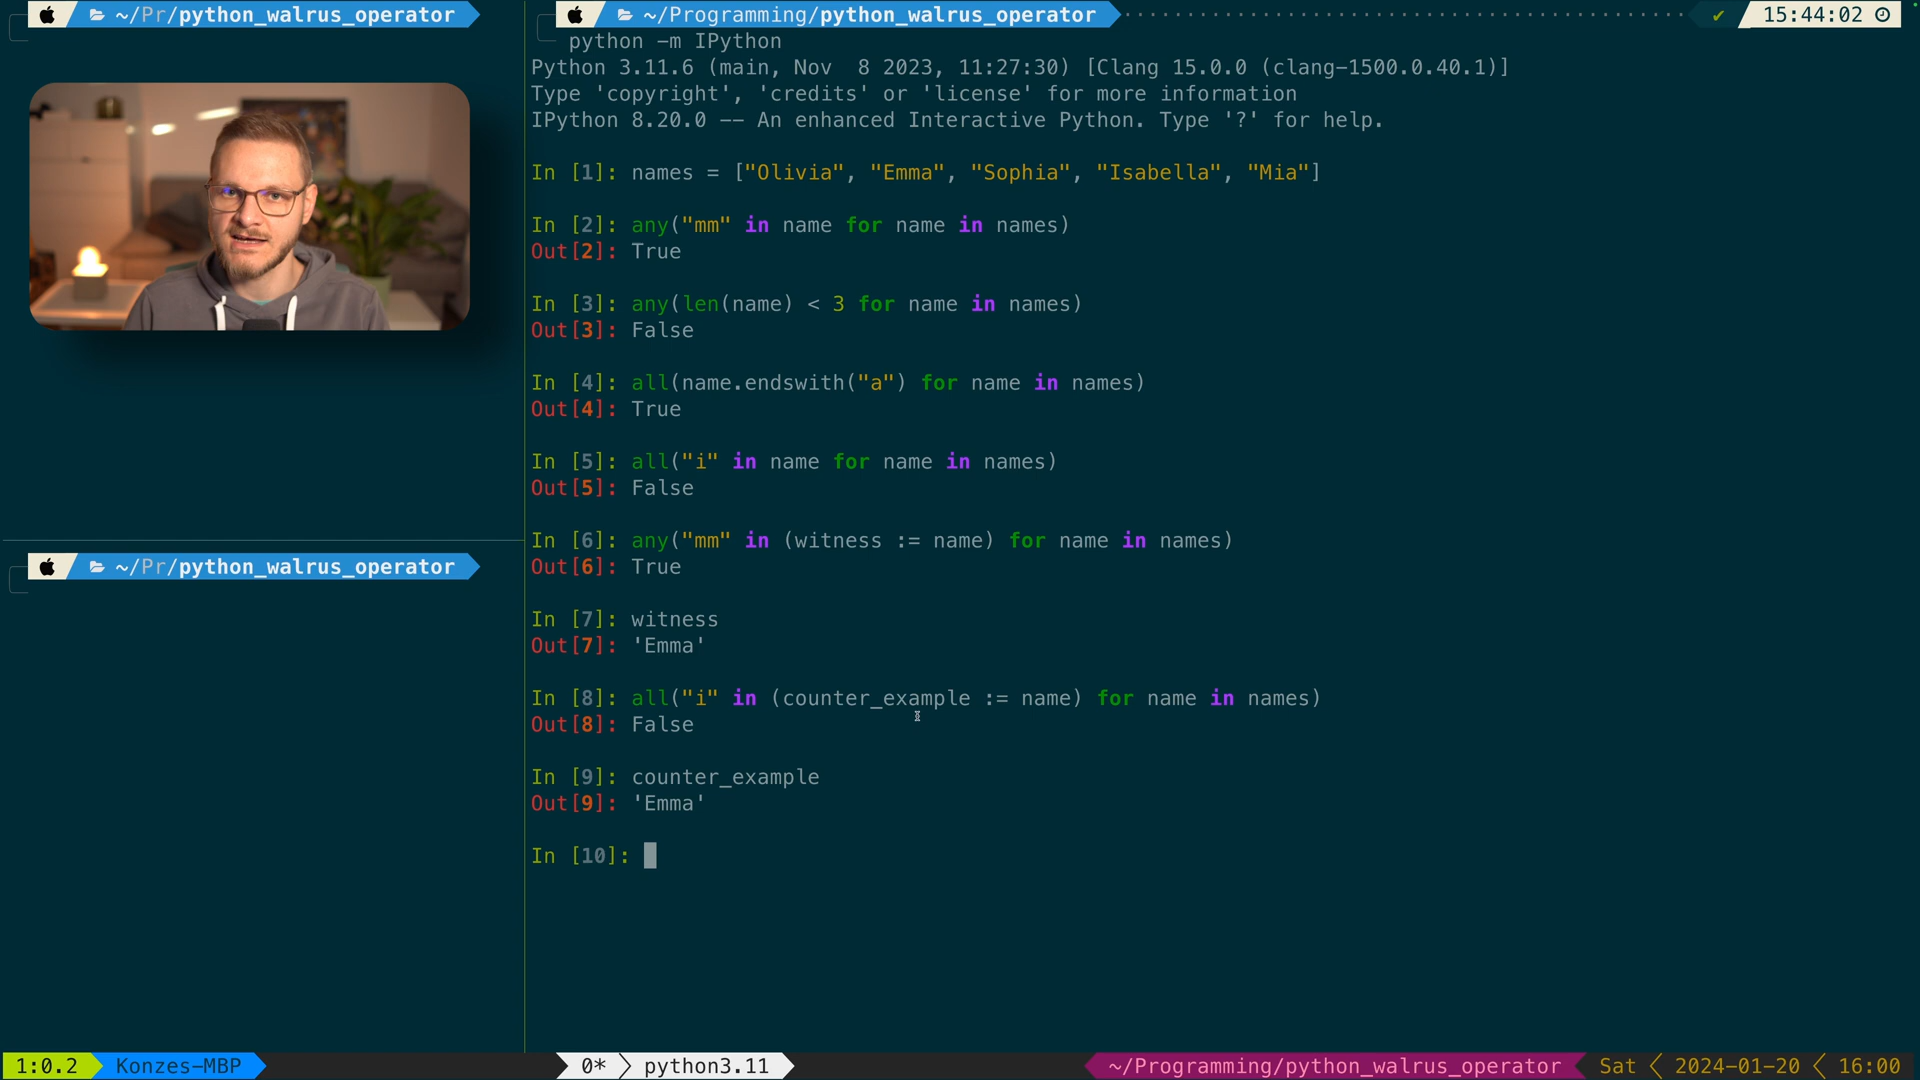 ~/Pr/python_walrus_operator
~/Programming/python_walrus_operator ✔ 15:44:02
python -m IPython
Python 3.11.6 (main, Nov  8 2023, 11:27:30) [Clang 15.0.0 (clang-1500.0.40.1)]
Type 'copyright', 'credits' or 'license' for more information
IPython 8.20.0 -- An enhanced Interactive Python. Type '?' for help.
In [1]: names = ["Olivia", "Emma", "Sophia", "Isabella", "Mia"]
In [2]: any("mm" in name for name in names)
Out[2]: True
In [3]: any(len(name) < 3 for name in names)
Out[3]: False
In [4]: all(name.endswith("a") for name in names)
Out[4]: True
In [5]: all("i" in name for name in names)
Out[5]: False
In [6]: any("mm" in (witness := name) for name in names)
Out[6]: True
In [7]: witness
Out[7]: 'Emma'
In [8]: all("i" in (counter_example := name) for name in names)
Out[8]: False
In [9]: counter_example
Out[9]: 'Emma'
In [10]:
~/Pr/python_walrus_operator
1:0.2 Konzes-MBP 0* python3.11 ~/Programming/python_walrus_operator Sat 2024-01-20 16:00